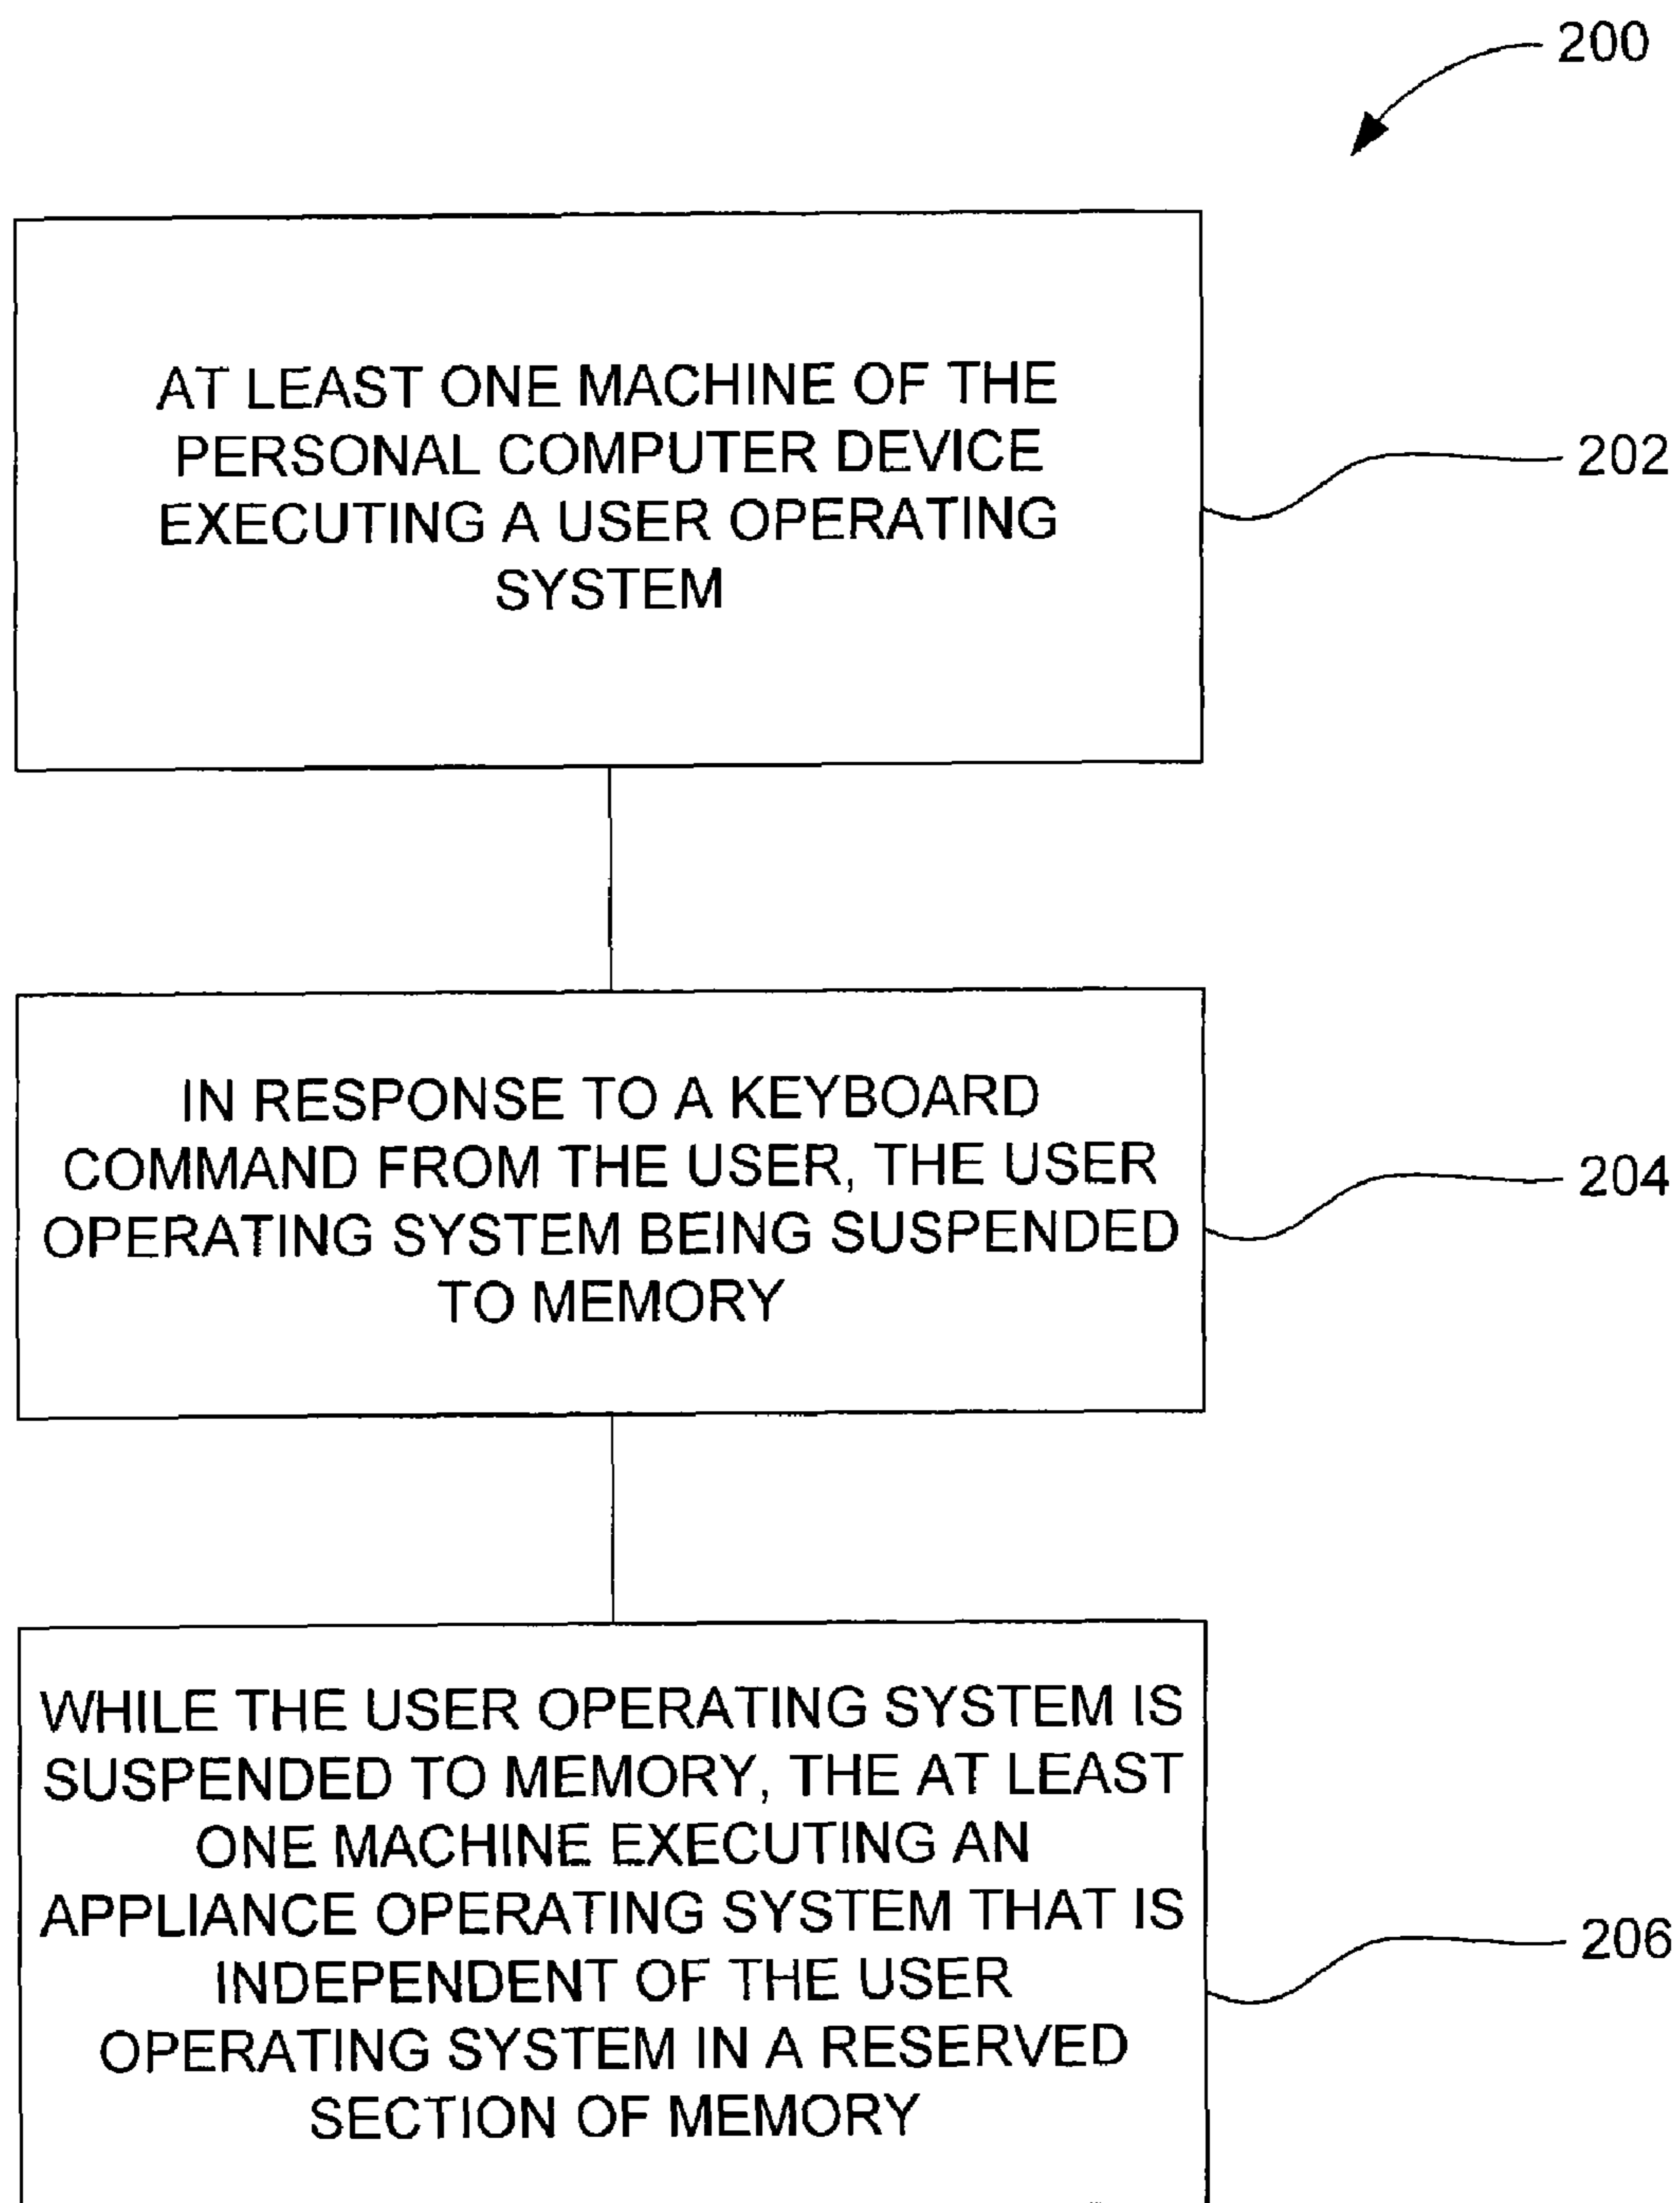 200
AT LEAST ONE MACHINE OF THE
PERSONAL COMPUTER DEVICE
EXECUTING A USER OPERATING
SYSTEM
202
IN RESPONSE TO A KEYBOARD
COMMAND FROM THE USER, THE USER
OPERATING SYSTEM BEING SUSPENDED
TO MEMORY
204
WHILE THE USER OPERATING SYSTEM IS
SUSPENDED TO MEMORY, THE AT LEAST
ONE MACHINE EXECUTING AN
APPLIANCE OPERATING SYSTEM THAT IS
INDEPENDENT OF THE USER
OPERATING SYSTEM IN A RESERVED
SECTION OF MEMORY
206